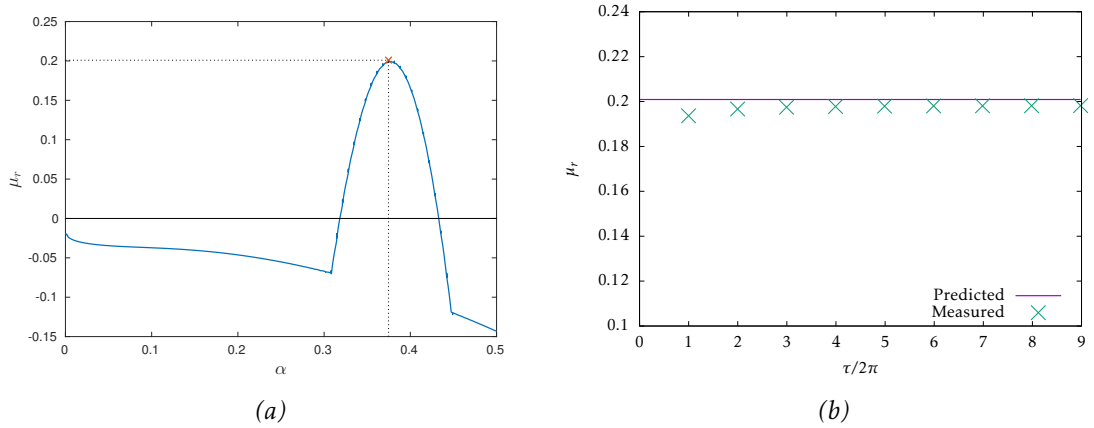 0.25
0.2
0.15
0.1
0.05
0
-0.05
-0.1
-0.15
μr
0 0.1 0.2 0.3 0.4 0.5
α
(a)
0.24
0.22
0.2
0.18
0.16
0.14
0.12
0.1
μr
Predicted
Measured
0 1 2 3 4 5 6 7 8 9
τ/2π
(b)